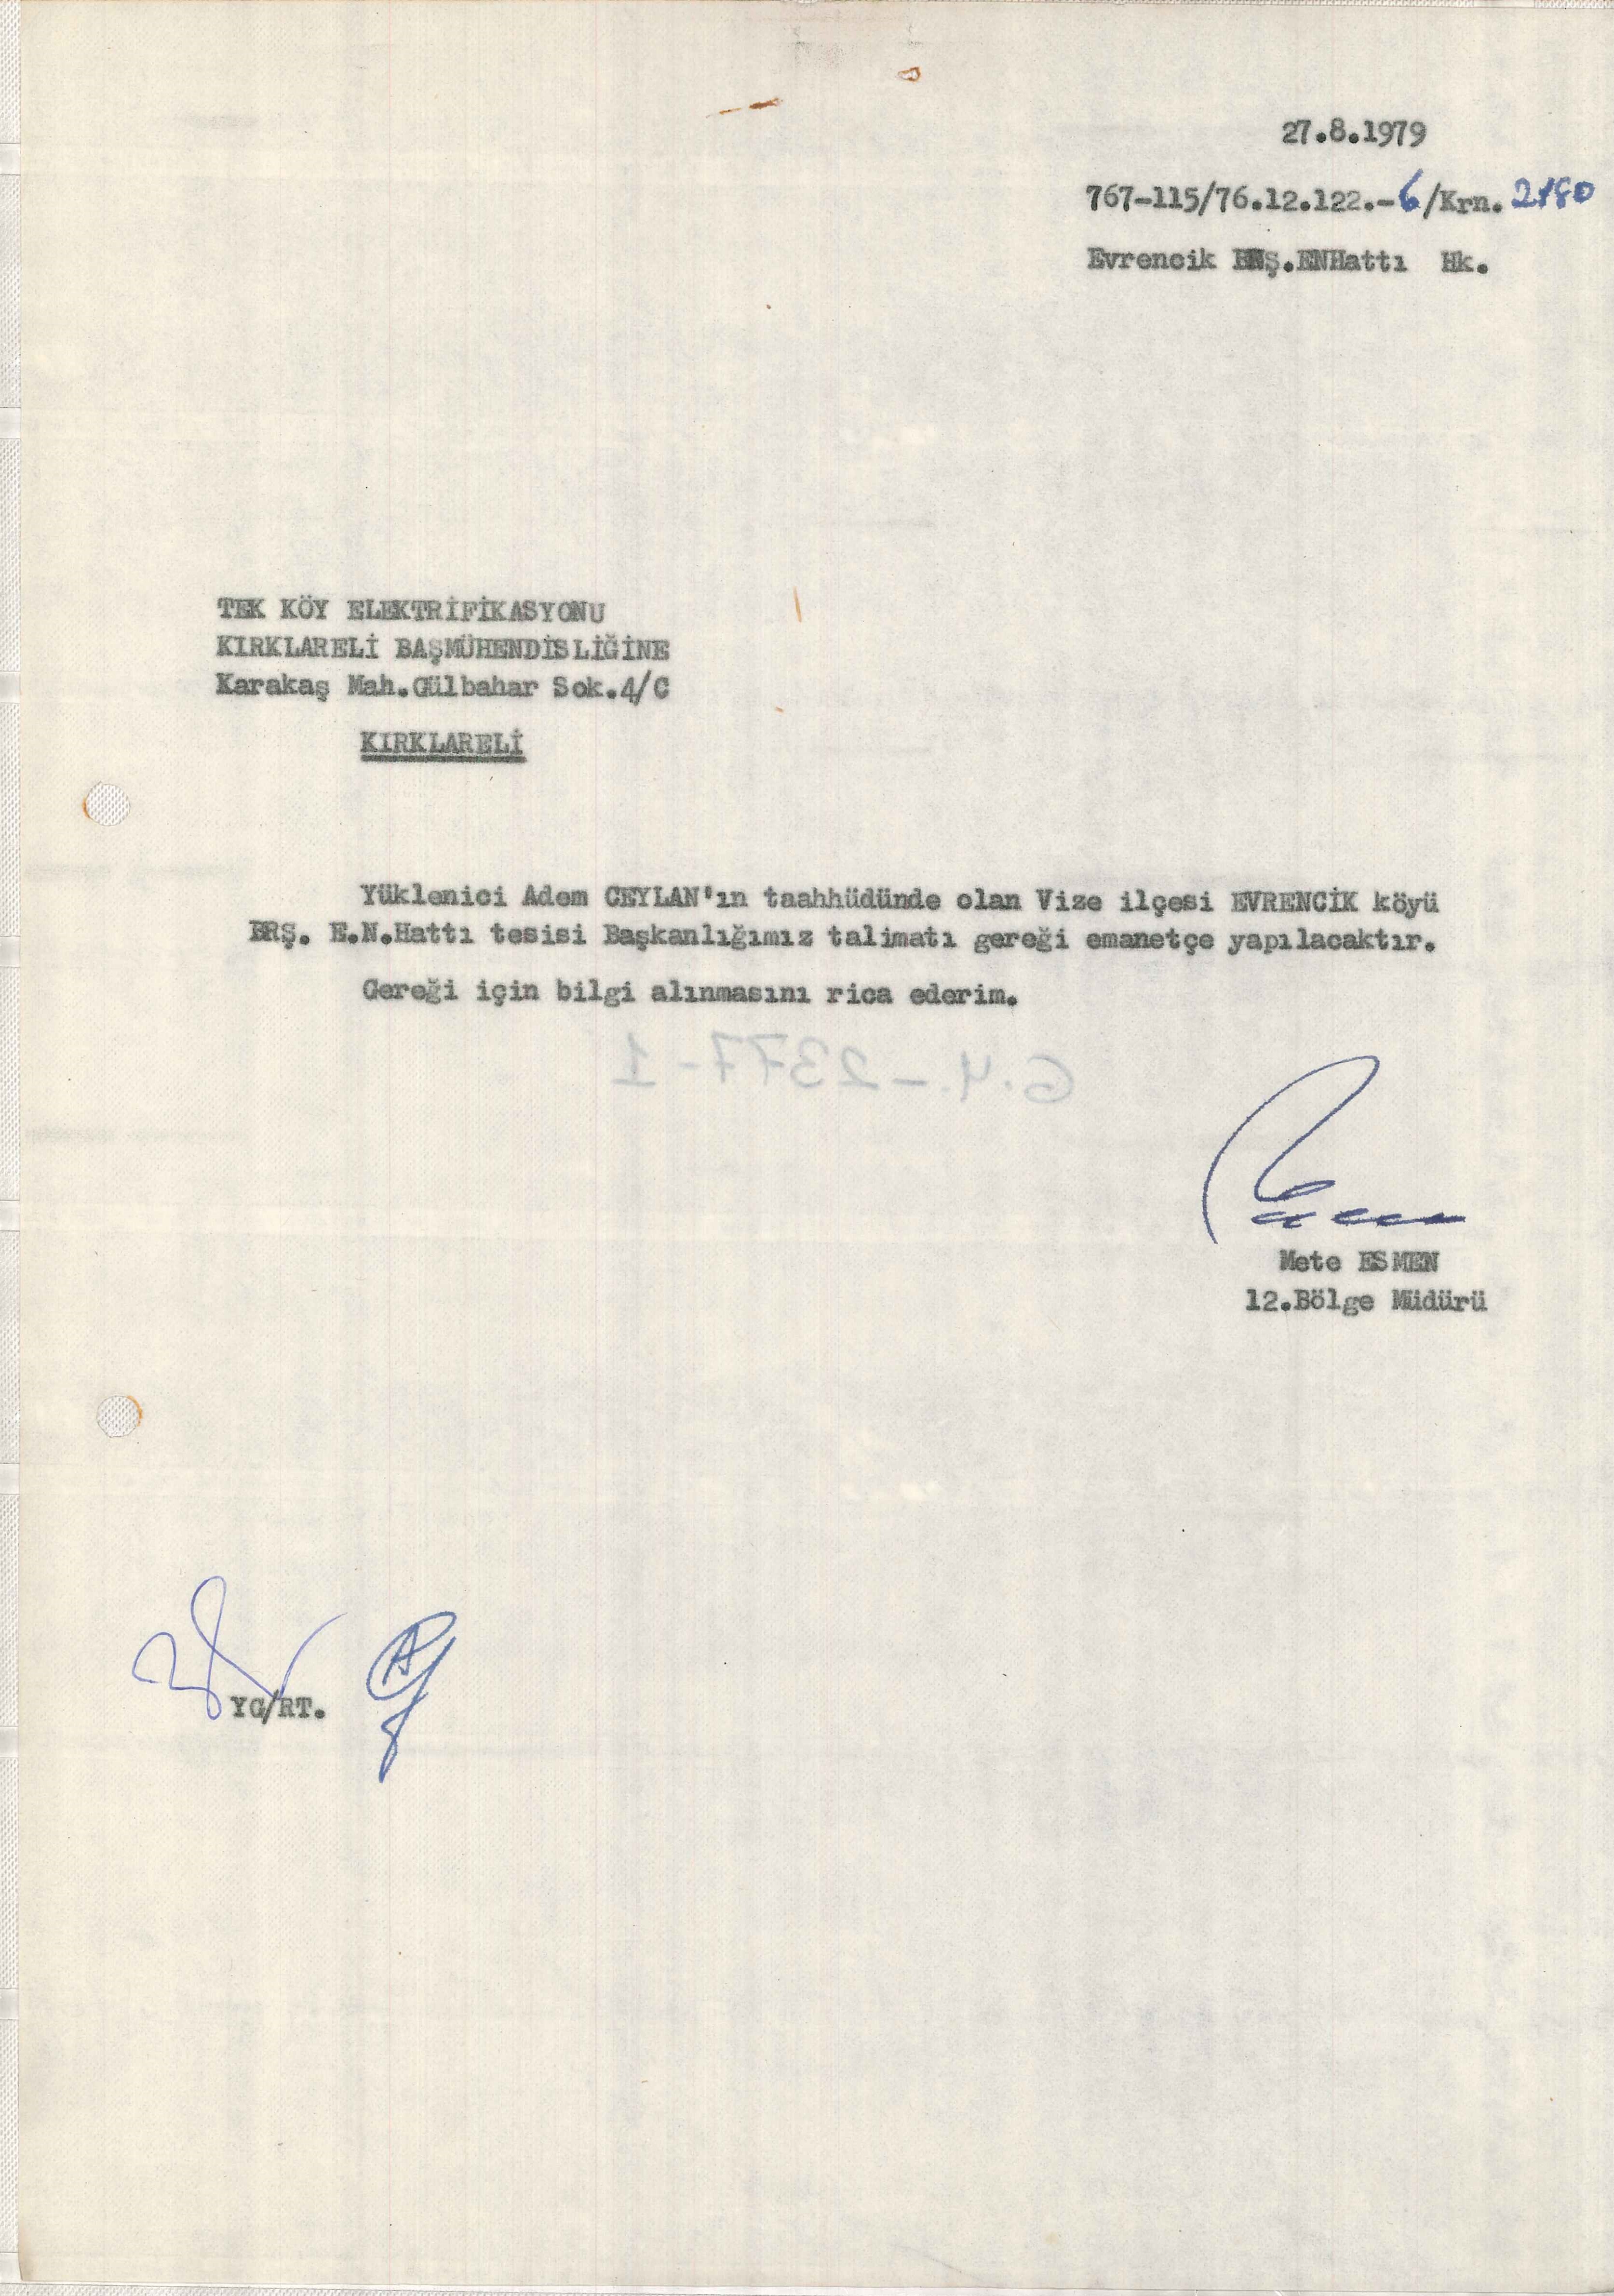 27.8.1979
767-115/76.12.122.-6/Krn. 2180
Evrencik BRŞ.ENHattı Hk.
TEK KÖY ELEKTRİFİKASYONU
KIRKLARELİ BAŞMÜHENDİSLİĞİNE
Karakaş Mah.Gülbahar Sok.4/C
KIRKLARELİ
Yüklenici Adem CEYLAN'ın taahhüdünde olan Vize ilçesi EVRENCİK köyü
BRŞ. E.N.Hattı tesisi Başkanlığımız talimatı gereği emanetçe yapılacaktır.
Gereği için bilgi alınmasını rica ederim.
G.4.-2377-1
Mete ESMEN
12.Bölge Müdürü
YG/RT.